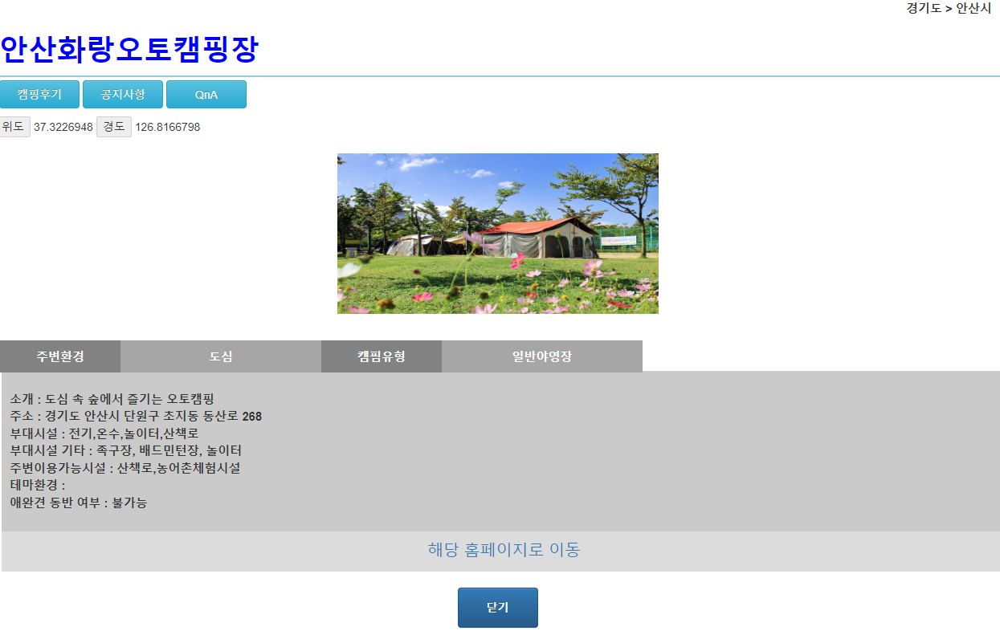 경기도 > 안산시
안산화랑오토캠핑장
캠핑후기 공지사항 QnA
위도 37.3226948 경도 126.8166798
주변환경 도심 캠핌유형 일반야영장
소개 : 도심 속 숲에서 즐기는 오토캠핑
주소 : 경기도 안산시 단원구 초지동 동산로 268
부대시설 : 전기,온수,놀이터,산책로
부대시설 기타 : 족구장, 배드민턴장, 놀이터
주변이용가능시설 : 산책로,농어촌체험시설
테마환경 :
애완견 동반 여부 : 불가능
해당 홈페이지로 이동
닫기